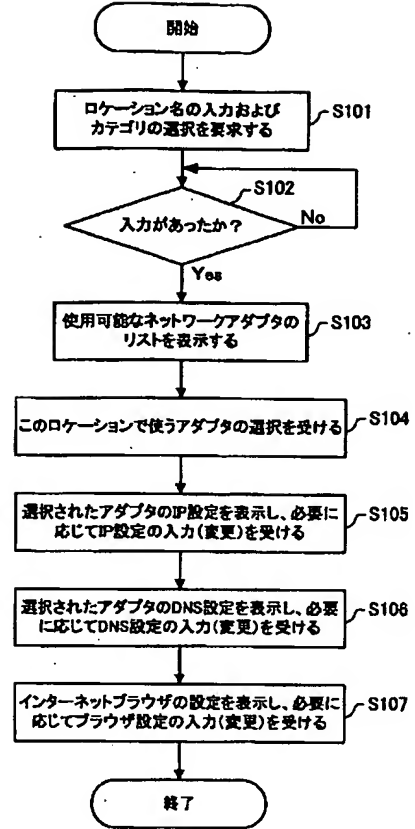 開始
ロケーション名の入力および
カテゴリの選択を要求する
S101
S102
入力があったか？
No
Yes
使用可能なネットワークアダプタの
リストを表示する
S103
このロケーションで使うアダプタの選択を受ける
S104
選択されたアダプタのIP設定を表示し、必要に
応じてIP設定の入力(変更)を受ける
S105
選択されたアダプタのDNS設定を表示し、必要
に応じてDNS設定の入力(変更)を受ける
S106
インターネットブラウザの設定を表示し、必要に
応じてブラウザ設定の入力(変更)を受ける
S107
終了